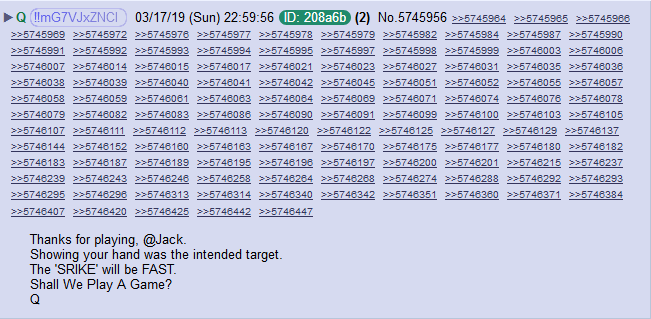 ▶ Q !!mG7VJxZNCI 03/17/19 (Sun) 22:59:56 ID: 208a6b (2) No.5745956 >>5745964 >>5745965 >>5745966
>>5745969 >>5745972 >>5745976 >>5745977 >>5745978 >>5745979 >>5745982 >>5745984 >>5745987 >>5745990
>>5745991 >>5745992 >>5745993 >>5745994 >>5745995 >>5745997 >>5745998 >>5745999 >>5746003 >>5746006
>>5746007 >>5746014 >>5746015 >>5746017 >>5746021 >>5746023 >>5746027 >>5746031 >>5746035 >>5746036
>>5746038 >>5746039 >>5746040 >>5746041 >>5746042 >>5746045 >>5746051 >>5746052 >>5746055 >>5746057
>>5746058 >>5746059 >>5746061 >>5746063 >>5746064 >>5746069 >>5746071 >>5746074 >>5746076 >>5746078
>>5746079 >>5746082 >>5746083 >>5746086 >>5746090 >>5746091 >>5746099 >>5746100 >>5746103 >>5746105
>>5746107 >>5746111 >>5746112 >>5746113 >>5746120 >>5746122 >>5746125 >>5746127 >>5746129 >>5746137
>>5746144 >>5746152 >>5746160 >>5746163 >>5746167 >>5746170 >>5746175 >>5746177 >>5746180 >>5746182
>>5746183 >>5746187 >>5746189 >>5746195 >>5746196 >>5746197 >>5746200 >>5746201 >>5746215 >>5746237
>>5746239 >>5746243 >>5746246 >>5746258 >>5746264 >>5746268 >>5746274 >>5746288 >>5746292 >>5746293
>>5746295 >>5746296 >>5746313 >>5746314 >>5746340 >>5746342 >>5746351 >>5746360 >>5746371 >>5746384
>>5746407 >>5746420 >>5746425 >>5746442 >>5746447
Thanks for playing, @Jack.
Showing your hand was the intended target.
The 'SRIKE' will be FAST.
Shall We Play A Game?
Q